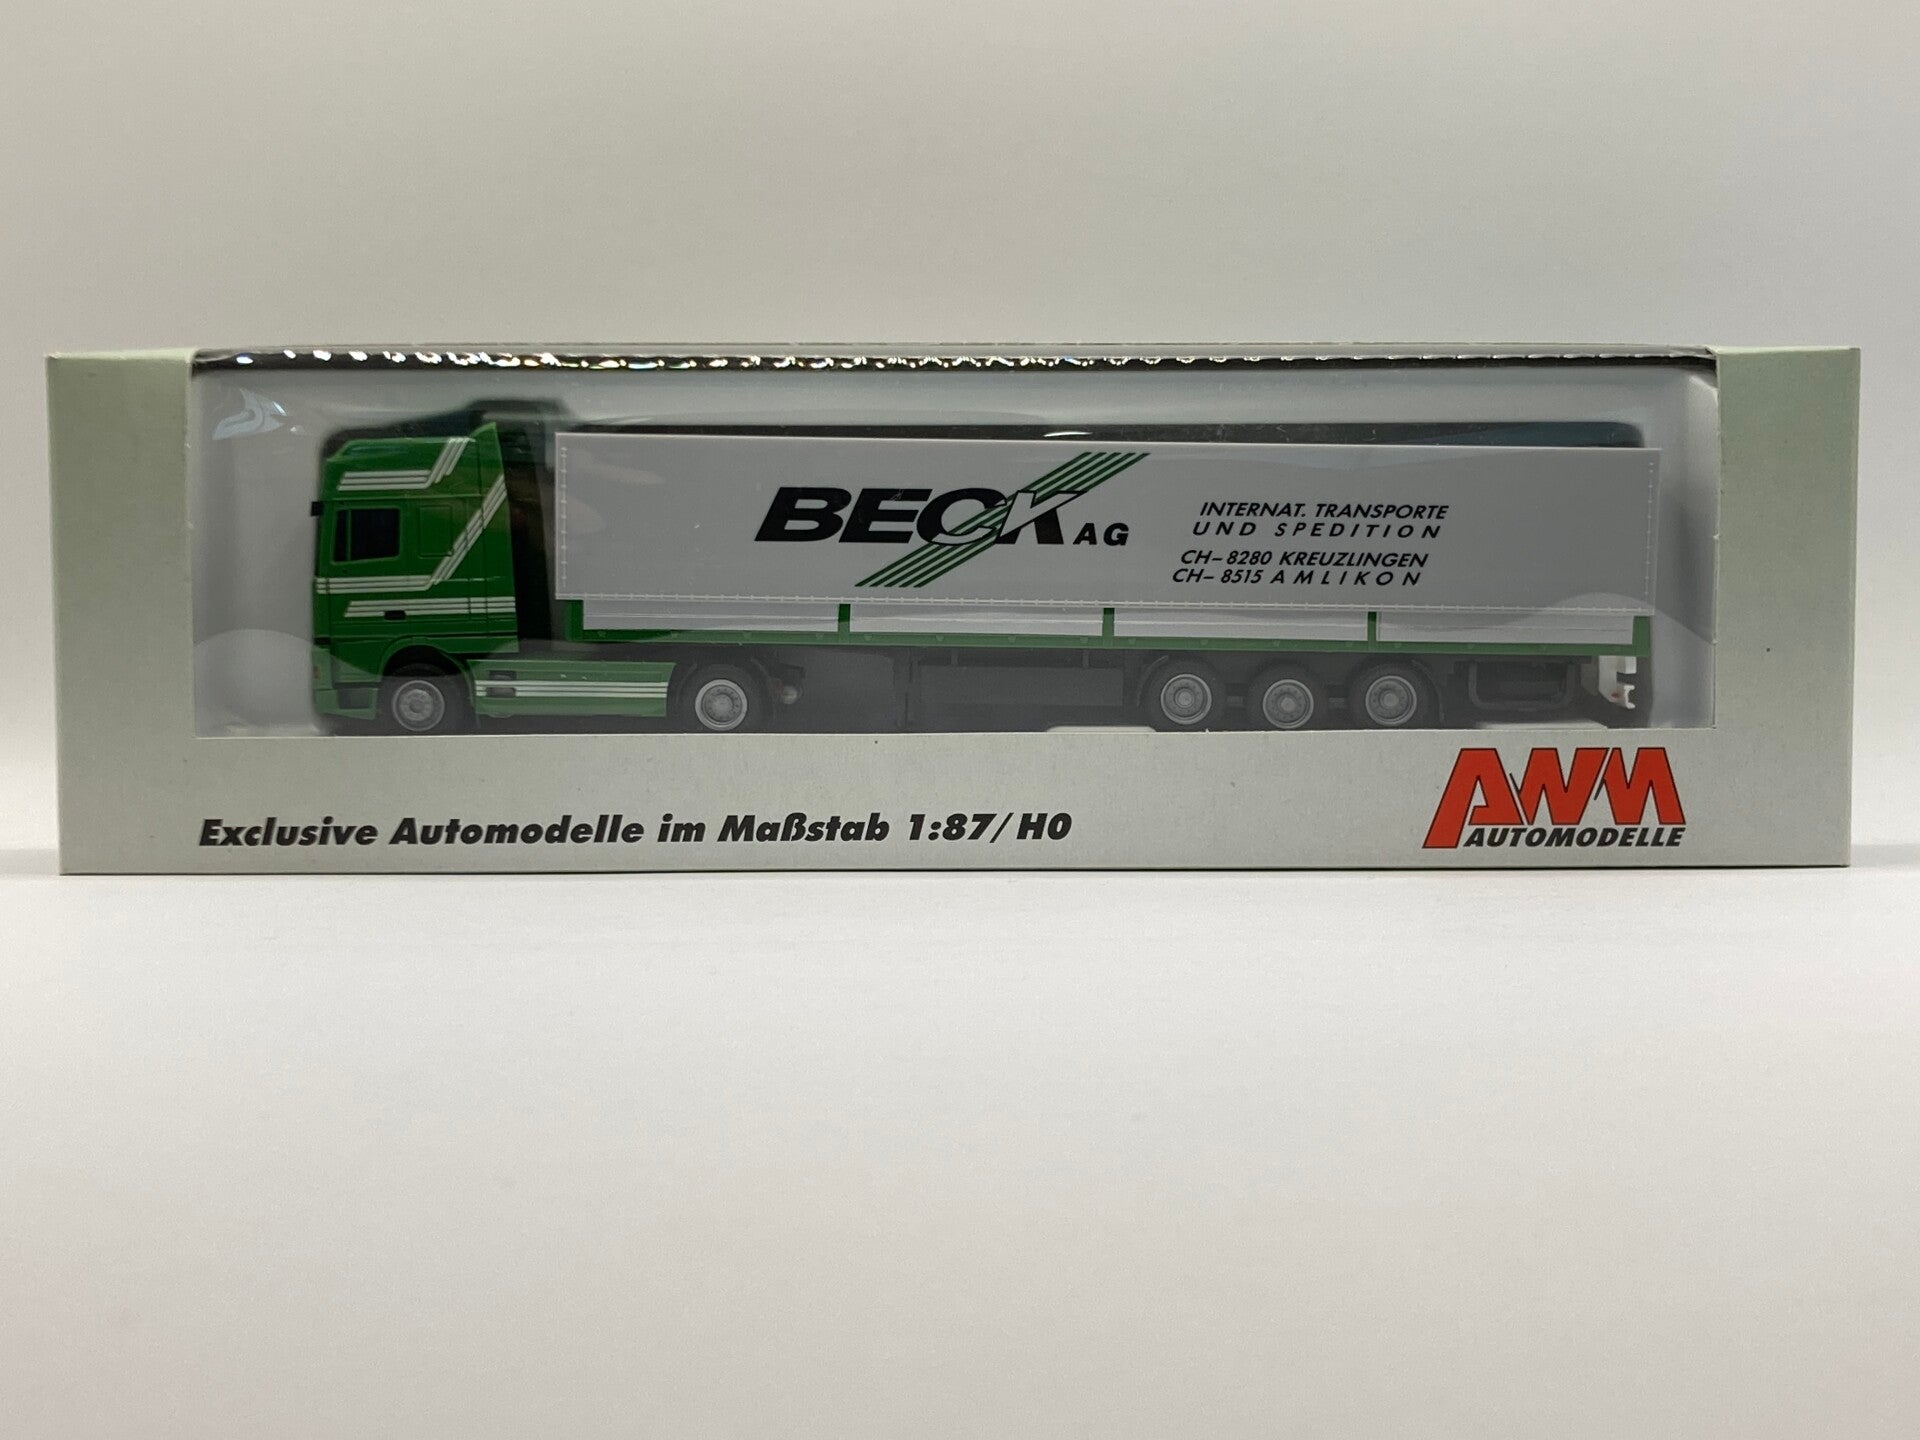 BECK AG
INTERNAT. TRANSPORTE
UND SPEDITION
CH-8280 KREUZLINGEN
CH-8515 AMLIKON
Exclusive Automodelle im Maßstab 1:87/H0
AWM
AUTOMODELLE